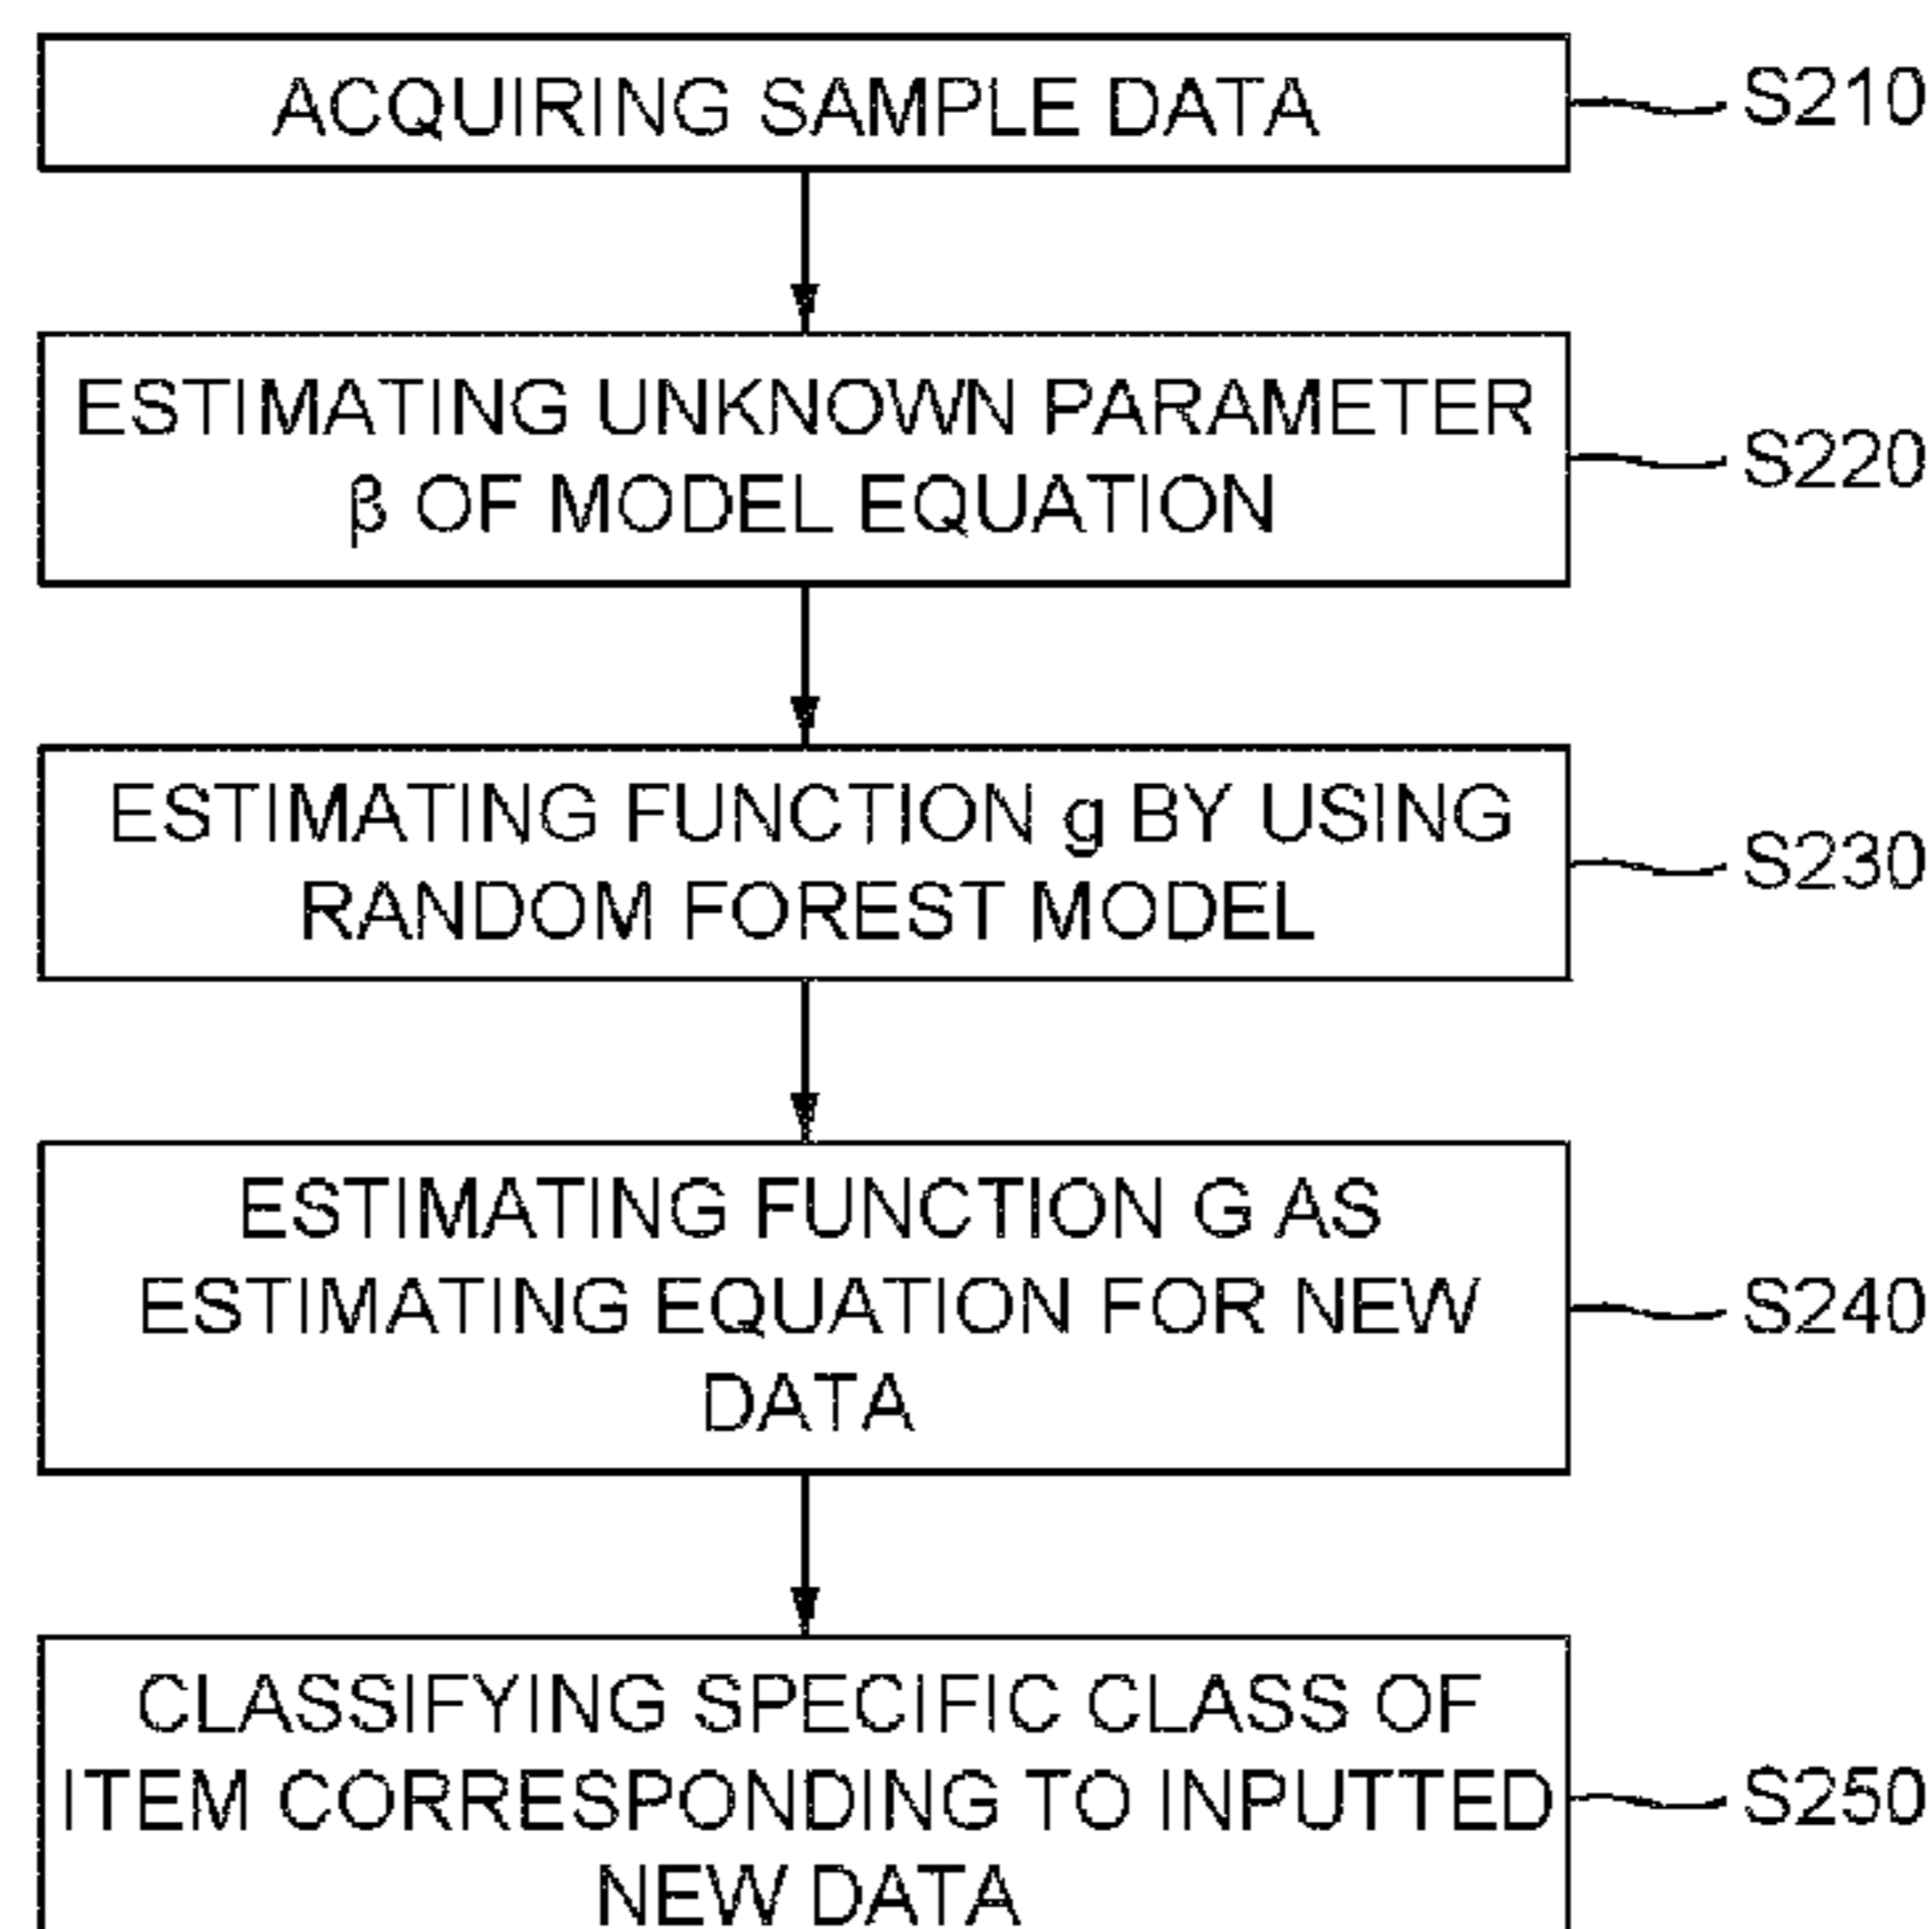 ACQUIRING SAMPLE DATA
S210
ESTIMATING UNKNOWN PARAMETER
β OF MODEL EQUATION
S220
ESTIMATING FUNCTION g BY USING
RANDOM FOREST MODEL
S230
ESTIMATING FUNCTION G AS
ESTIMATING EQUATION FOR NEW
DATA
S240
CLASSIFYING SPECIFIC CLASS OF
ITEM CORRESPONDING TO INPUTTED
NEW DATA
S250